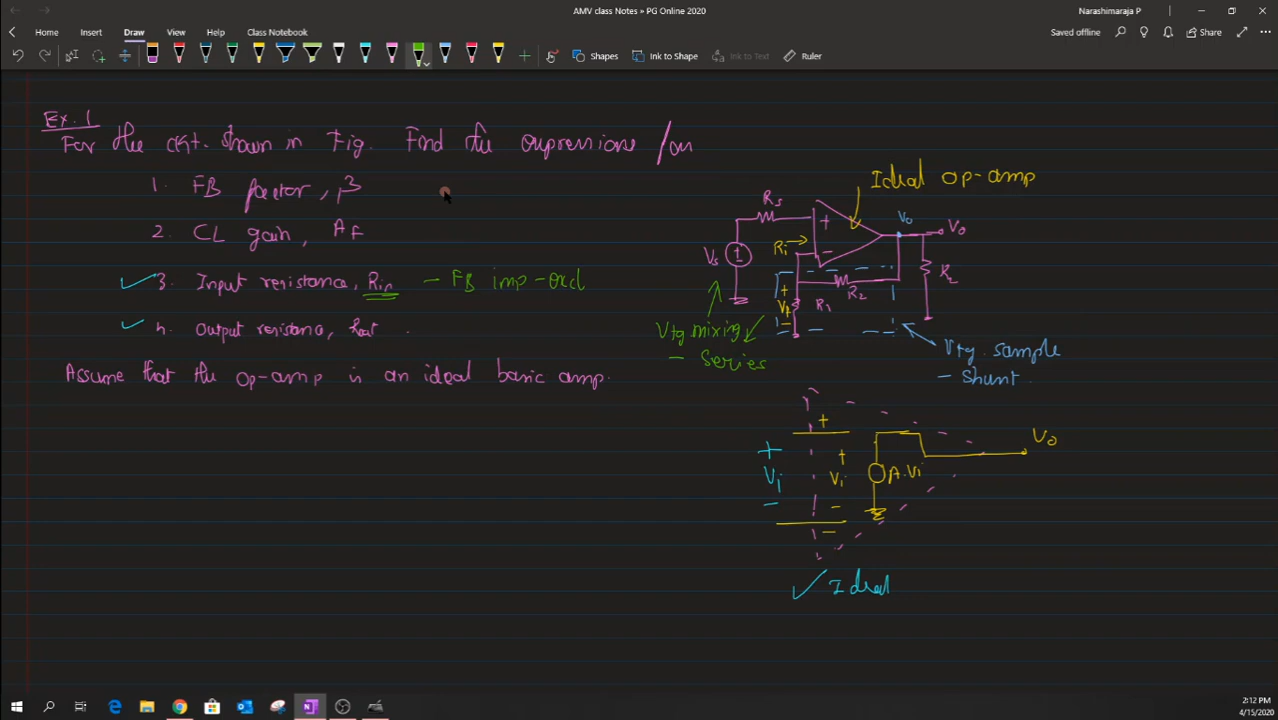 AMV class Notes » PG Online 2020
Narashimaraja P
Home Insert Draw View Help Class Notebook
Saved offline Share
Shapes Ink to Shape Ink to Text Ruler
Ex. 1
For the ckt. shown in Fig. Find the expressions /on
1. FB factor, β
2. CL gain, Af
3. Input resistance, Rin - FB imp-excl
4. Output resistance, Rout.
Assume that the op-amp is an ideal basic amp.
Ideal op-amp
Rs
+
Vo
Vo
Vs
Ri
-
RL
R2
+
Vf
R1
-
Vtg mixing
- Series
Vtg. sample
- Shunt
+
Vo
+
+
Vi
Vi
A.Vi
-
-
-
Ideal
2:12 PM
4/15/2020